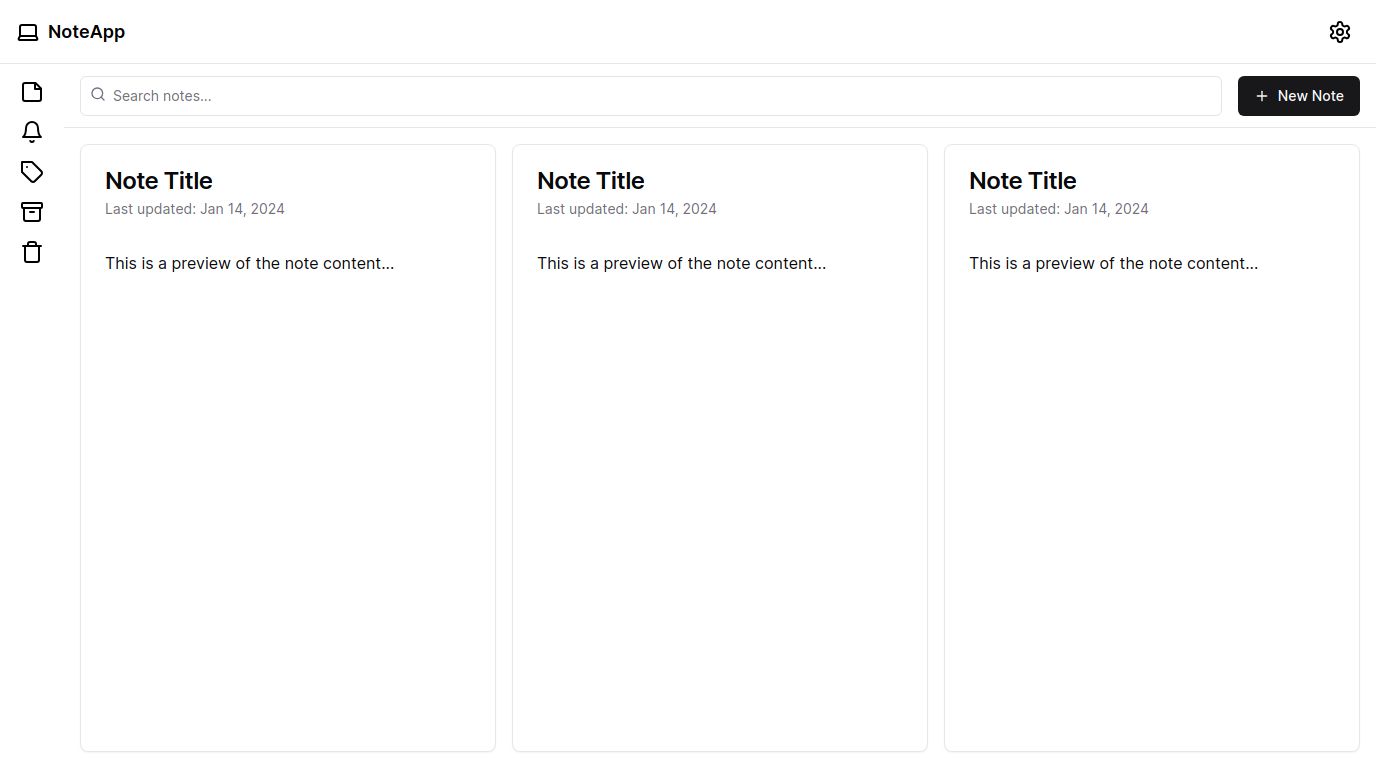 NoteApp
Search notes...
New Note
Note Title
Last updated: Jan 14, 2024
This is a preview of the note content...
Note Title
Last updated: Jan 14, 2024
This is a preview of the note content...
Note Title
Last updated: Jan 14, 2024
This is a preview of the note content...